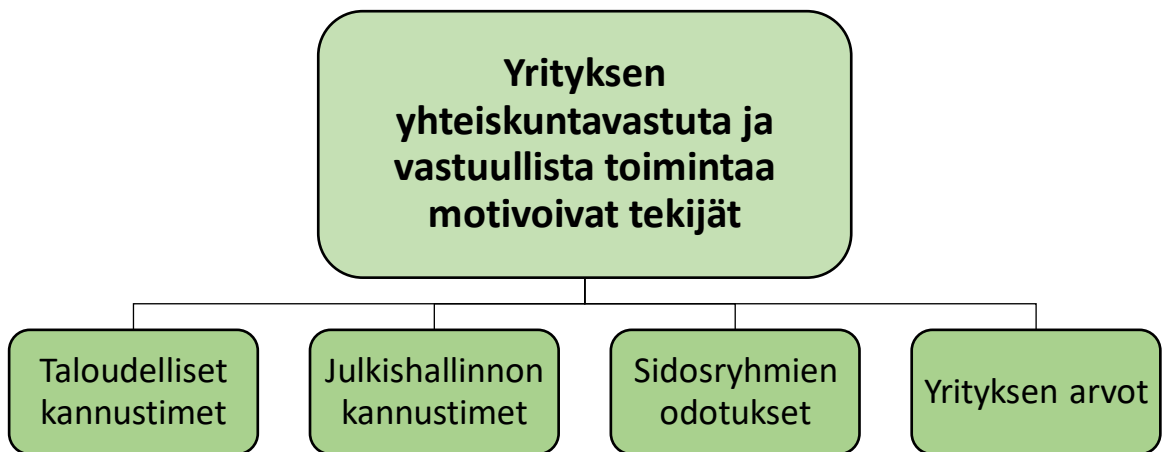 Yrityksen
yhteiskuntavastuta ja
vastuullista toimintaa
motivoivat tekijät
Taloudelliset
kannustimet
Julkishallinnon
kannustimet
Sidosryhmien
odotukset
Yrityksen arvot